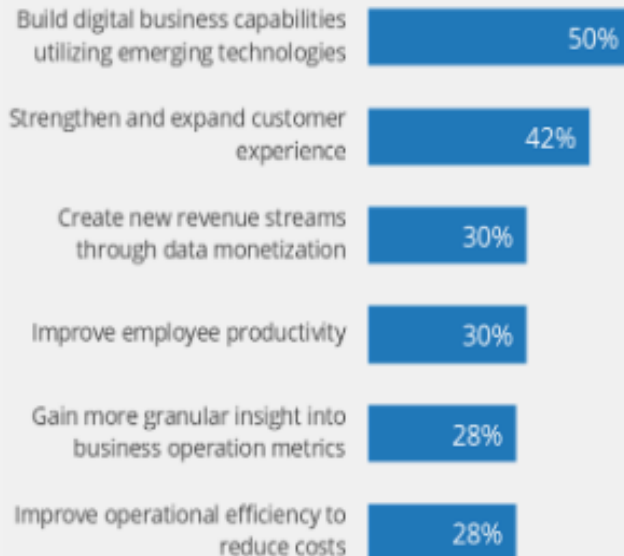 Build digital business capabilities
utilizing emerging technologies
50%
Strengthen and expand customer
experience
42%
Create new revenue streams
through data monetization
30%
Improve employee productivity
30%
Gain more granular insight into
business operation metrics
28%
Improve operational efficiency to
reduce costs
28%